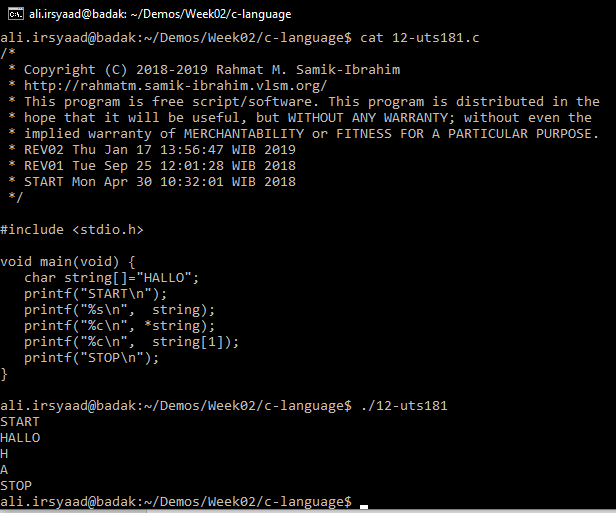 ali.irsyaad@badak: ~/Demos/Week02/c-language
ali.irsyaad@badak:~/Demos/Week02/c-language$ cat 12-uts181.c
/*
 * Copyright (C) 2018-2019 Rahmat M. Samik-Ibrahim
 * http://rahmatm.samik-ibrahim.vlsm.org/
 * This program is free script/software. This program is distributed in the
 * hope that it will be useful, but WITHOUT ANY WARRANTY; without even the
 * implied warranty of MERCHANTABILITY or FITNESS FOR A PARTICULAR PURPOSE.
 * REV02 Thu Jan 17 13:56:47 WIB 2019
 * REV01 Tue Sep 25 12:01:28 WIB 2018
 * START Mon Apr 30 10:32:01 WIB 2018
 */
#include <stdio.h>
void main(void) {
   char string[]="HALLO";
   printf("START\n");
   printf("%s\n",  string);
   printf("%c\n", *string);
   printf("%c\n",  string[1]);
   printf("STOP\n");
}
ali.irsyaad@badak:~/Demos/Week02/c-language$ ./12-uts181
START
HALLO
H
A
STOP
ali.irsyaad@badak:~/Demos/Week02/c-language$